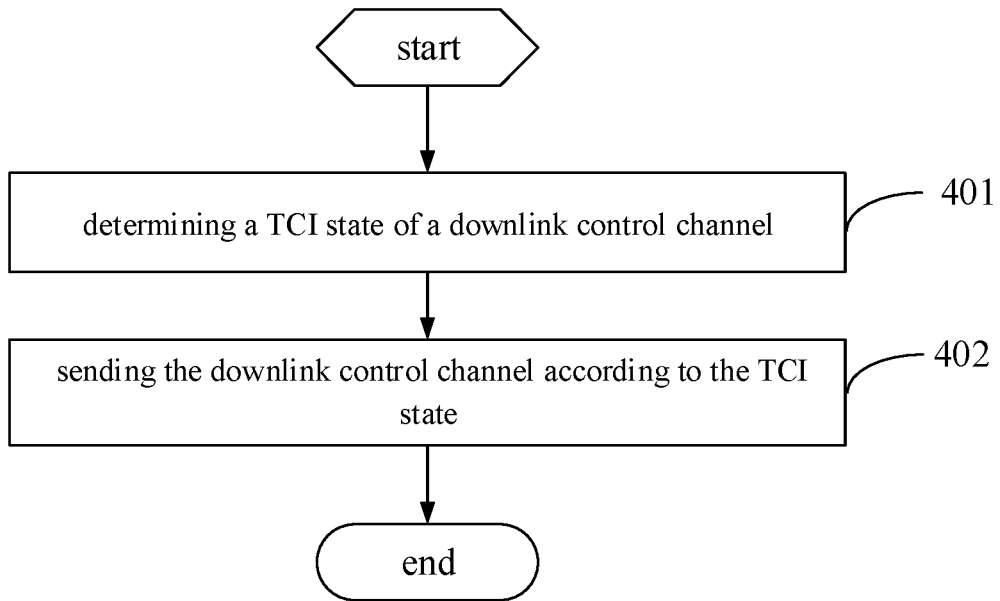 start
determining a TCI state of a downlink control channel
401
sending the downlink control channel according to the TCI
state
402
end